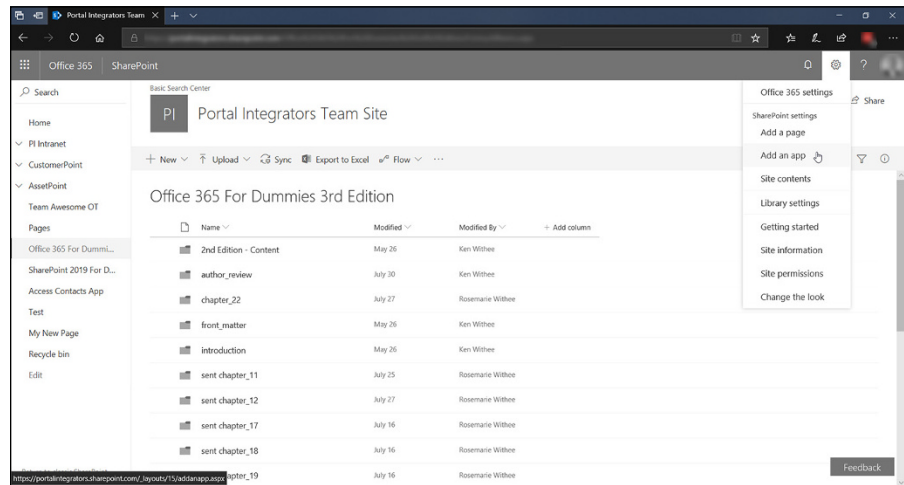 Portal Integrators Team
Office 365 SharePoint
Search
Home
PI Intranet
CustomerPoint
AssetPoint
Team Awesome OT
Pages
Office 365 For Dummi...
SharePoint 2019 For D...
Access Contacts App
Test
My New Page
Recycle bin
Edit
https://portalintegrators.sharepoint.com/_layouts/15/addanapp.aspx
Basic Search Center
PI Portal Integrators Team Site
+ New Upload Sync Export to Excel Flow ...
Office 365 For Dummies 3rd Edition
Name Modified Modified By + Add column
2nd Edition - Content May 26 Ken Withee
author_review July 30 Ken Withee
chapter_22 July 27 Rosemarie Withee
front_matter May 26 Ken Withee
introduction May 26 Ken Withee
sent chapter_11 July 25 Rosemarie Withee
sent chapter_12 July 27 Rosemarie Withee
sent chapter_17 July 16 Rosemarie Withee
sent chapter_18 July 16 Rosemarie Withee
apter_19 July 16 Rosemarie Withee
Office 365 settings
SharePoint settings
Add a page
Add an app
Site contents
Library settings
Getting started
Site information
Site permissions
Change the look
Share
Feedback